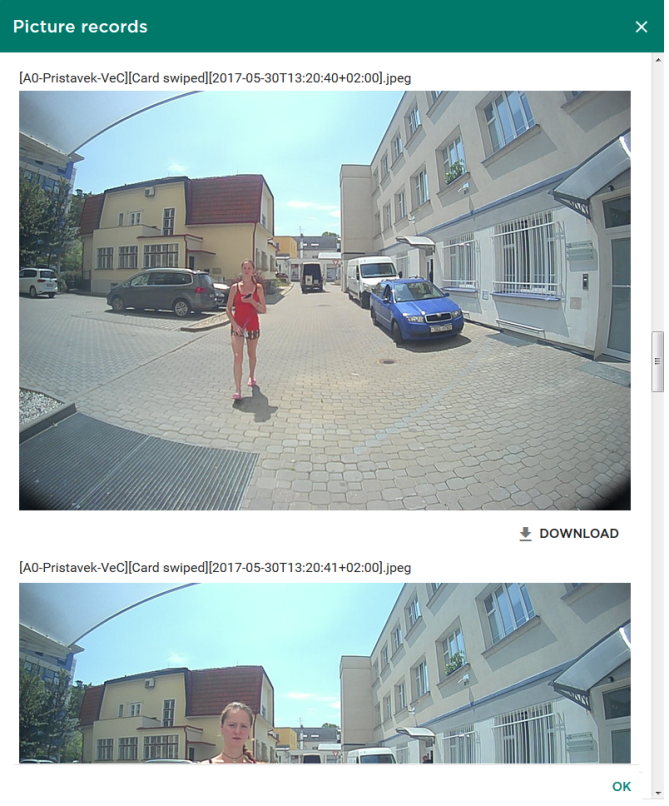 Picture records
[A0-Pristavek-VeC][Card swiped][2017-05-30T13:20:40+02:00].jpeg
DOWNLOAD
[A0-Pristavek-VeC][Card swiped][2017-05-30T13:20:41+02:00].jpeg
OK